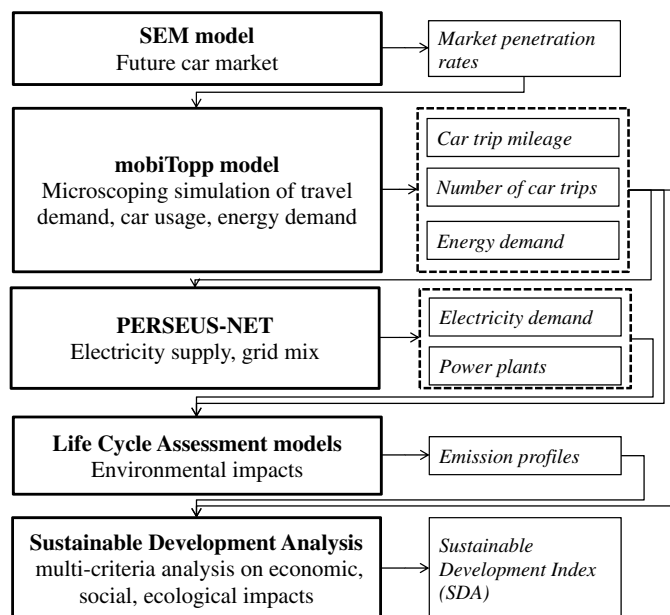 SEM model
Future car market
Market penetration
rates
mobiTopp model
Microscoping simulation of travel
demand, car usage, energy demand
Car trip mileage
Number of car trips
Energy demand
PERSEUS-NET
Electricity supply, grid mix
Electricity demand
Power plants
Life Cycle Assessment models
Environmental impacts
Emission profiles
Sustainable Development Analysis
multi-criteria analysis on economic,
social, ecological impacts
Sustainable
Development Index
(SDA)